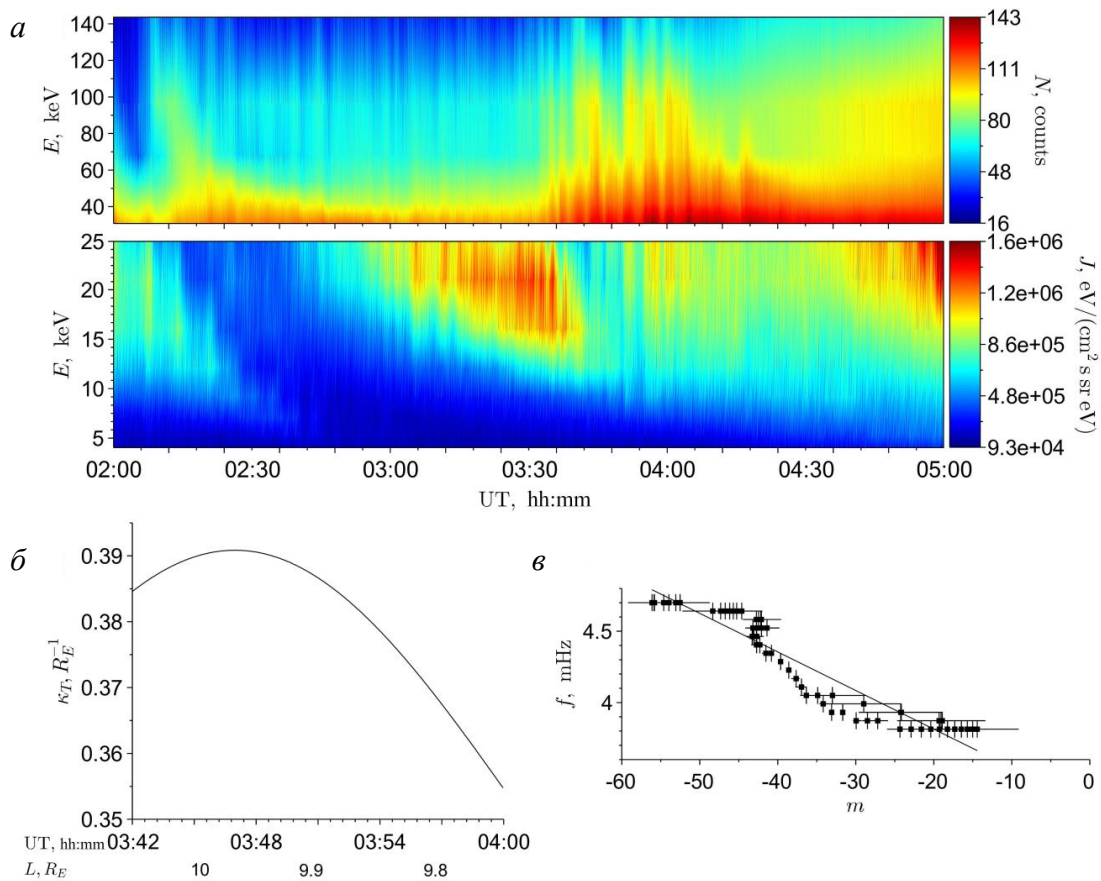 а
140
120
100
80
60
40
E, keV
143
111
80
48
16
N, counts
25
20
15
10
5
E, keV
1.6e+06
1.2e+06
8.6e+05
4.8e+05
9.3e+04
J, eV/(cm² s sr eV)
02:00 02:30 03:00 03:30 04:00 04:30 05:00
UT, hh:mm
б
0.39
0.38
0.37
0.36
0.35
κ_T, R_E^{-1}
UT, hh:mm 03:42 03:48 03:54 04:00
L, R_E 10 9.9 9.8
в
4.5
4
f, mHz
-60 -50 -40 -30 -20 -10 0
m